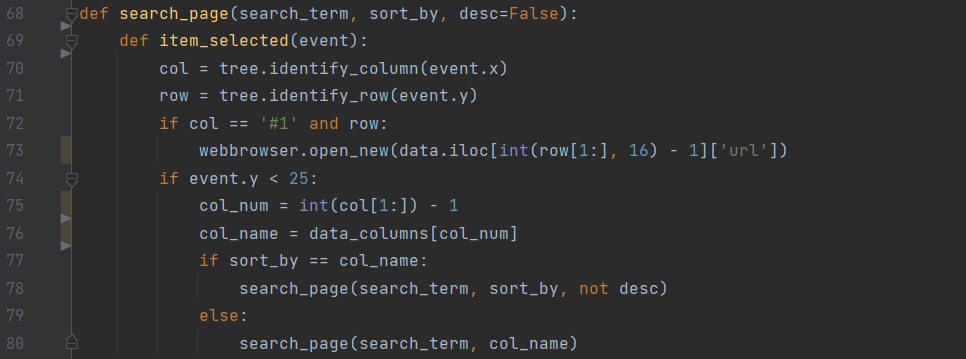 68 def search_page(search_term, sort_by, desc=False):
69     def item_selected(event):
70         col = tree.identify_column(event.x)
71         row = tree.identify_row(event.y)
72         if col == '#1' and row:
73             webbrowser.open_new(data.iloc[int(row[1:], 16) - 1]['url'])
74         if event.y < 25:
75             col_num = int(col[1:]) - 1
76             col_name = data_columns[col_num]
77             if sort_by == col_name:
78                 search_page(search_term, sort_by, not desc)
79             else:
80                 search_page(search_term, col_name)